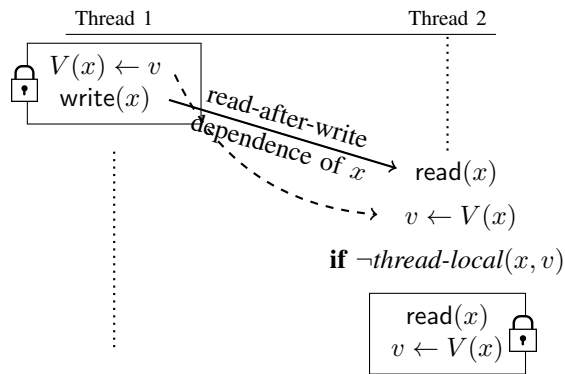 Thread 1
Thread 2
V(x) ← v
write(x)
read-after-write
dependence of x
read(x)
v ← V(x)
if ¬thread-local(x, v)
read(x)
v ← V(x)